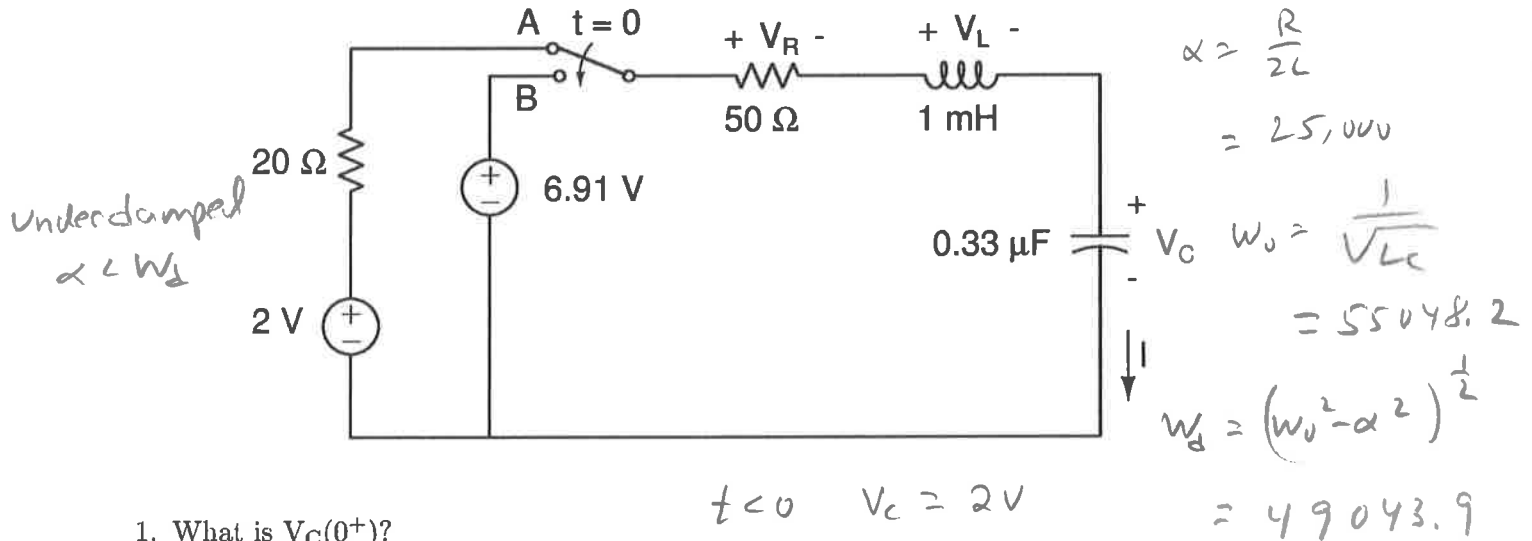 A t = 0
+ V_R -
+ V_L -
B
50 Ω
1 mH
20 Ω
6.91 V
2 V
0.33 μF
+
V_C
-
I
Underdamped
α < W_d
α = R/2L
= 25,000
W_0 = 1/√LC
= 55048.2
W_d = (W_0² - α²)^½
= 49043.9
t < 0 V_C = 2V
1. What is V_C(0⁺)?